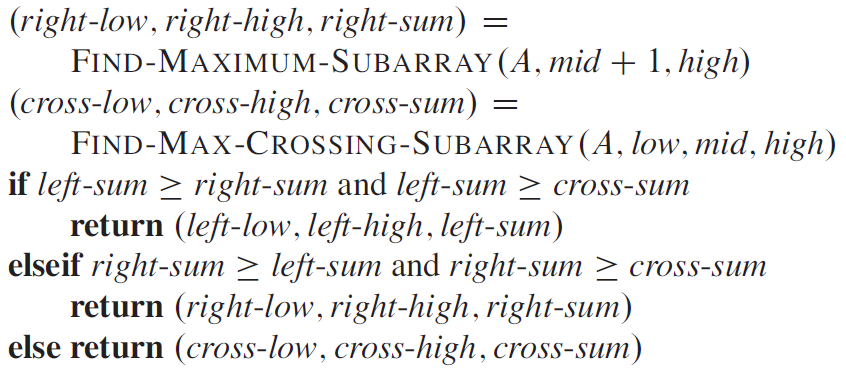 (right-low, right-high, right-sum) =
FIND-MAXIMUM-SUBARRAY(A, mid + 1, high)
(cross-low, cross-high, cross-sum) =
FIND-MAX-CROSSING-SUBARRAY(A, low, mid, high)
if left-sum ≥ right-sum and left-sum ≥ cross-sum
return (left-low, left-high, left-sum)
elseif right-sum ≥ left-sum and right-sum ≥ cross-sum
return (right-low, right-high, right-sum)
else return (cross-low, cross-high, cross-sum)